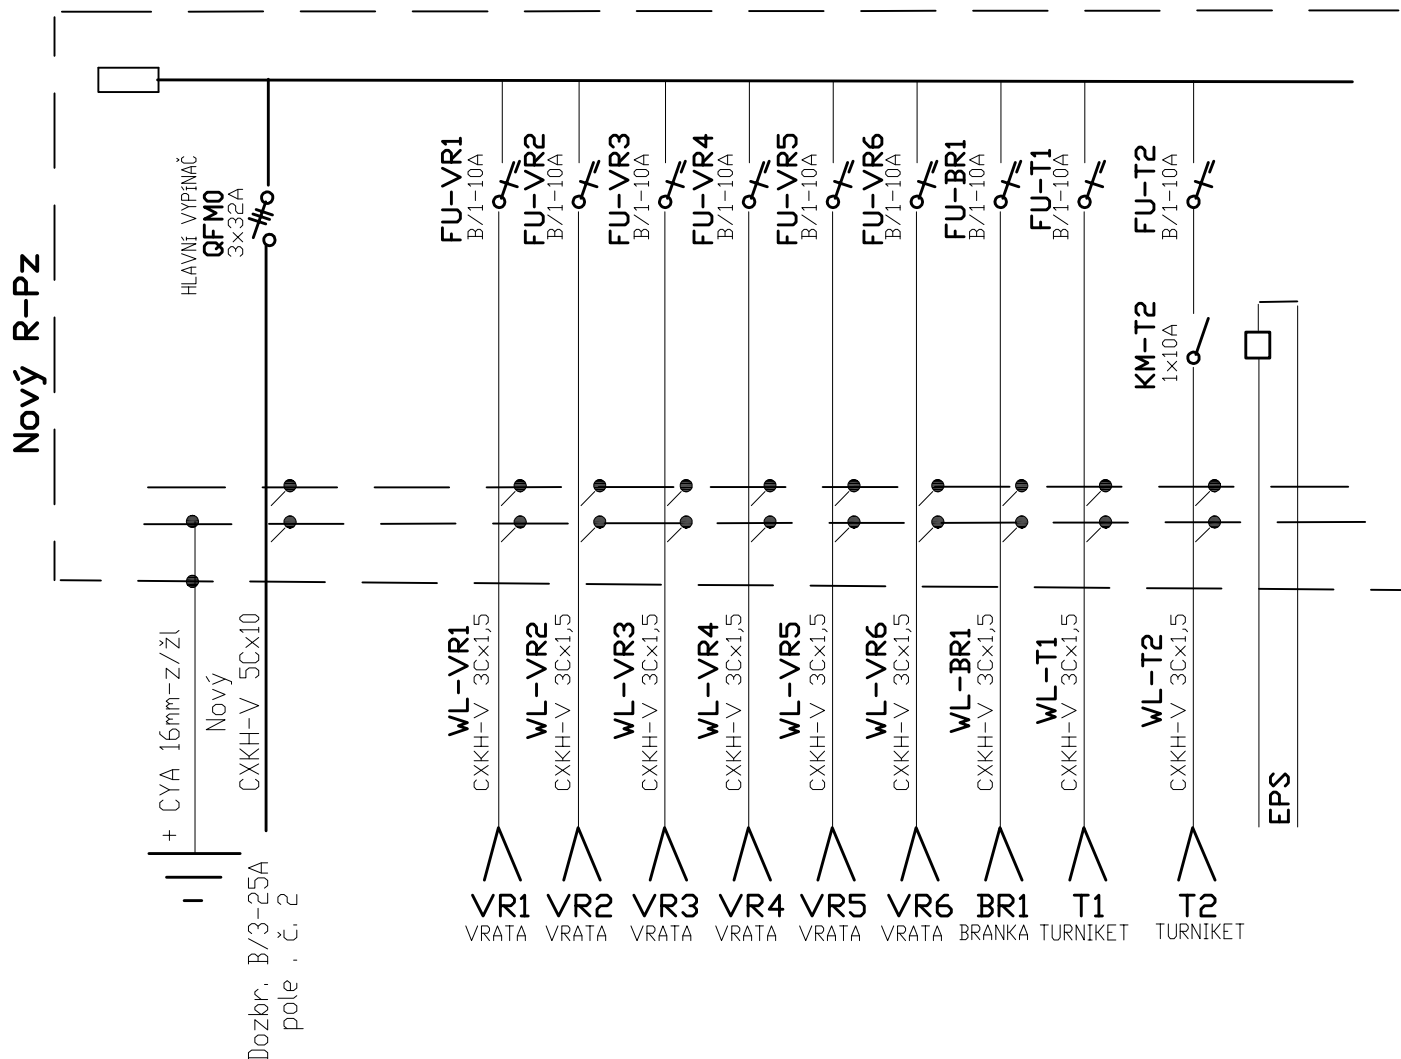 Nový R-Pz
HLAVNÍ VYPÍNAČ
QFM0
3x32A
FU-VR1
B/1-10A
FU-VR2
B/1-10A
FU-VR3
B/1-10A
FU-VR4
B/1-10A
FU-VR5
B/1-10A
FU-VR6
B/1-10A
FU-BR1
B/1-10A
FU-T1
B/1-10A
FU-T2
B/1-10A
KM-T2
1x10A
+ CYA 16mm-z/žl
Nový
CXKH-V 5Cx10
WL-VR1
CXKH-V 3Cx1,5
WL-VR2
CXKH-V 3Cx1,5
WL-VR3
CXKH-V 3Cx1,5
WL-VR4
CXKH-V 3Cx1,5
WL-VR5
CXKH-V 3Cx1,5
WL-VR6
CXKH-V 3Cx1,5
WL-BR1
CXKH-V 3Cx1,5
WL-T1
CXKH-V 3Cx1,5
WL-T2
CXKH-V 3Cx1,5
EPS
Dozbr. B/3-25A
pole . č. 2
VR1
VRATA
VR2
VRATA
VR3
VRATA
VR4
VRATA
VR5
VRATA
VR6
VRATA
BR1
BRANKA
T1
TURNIKET
T2
TURNIKET